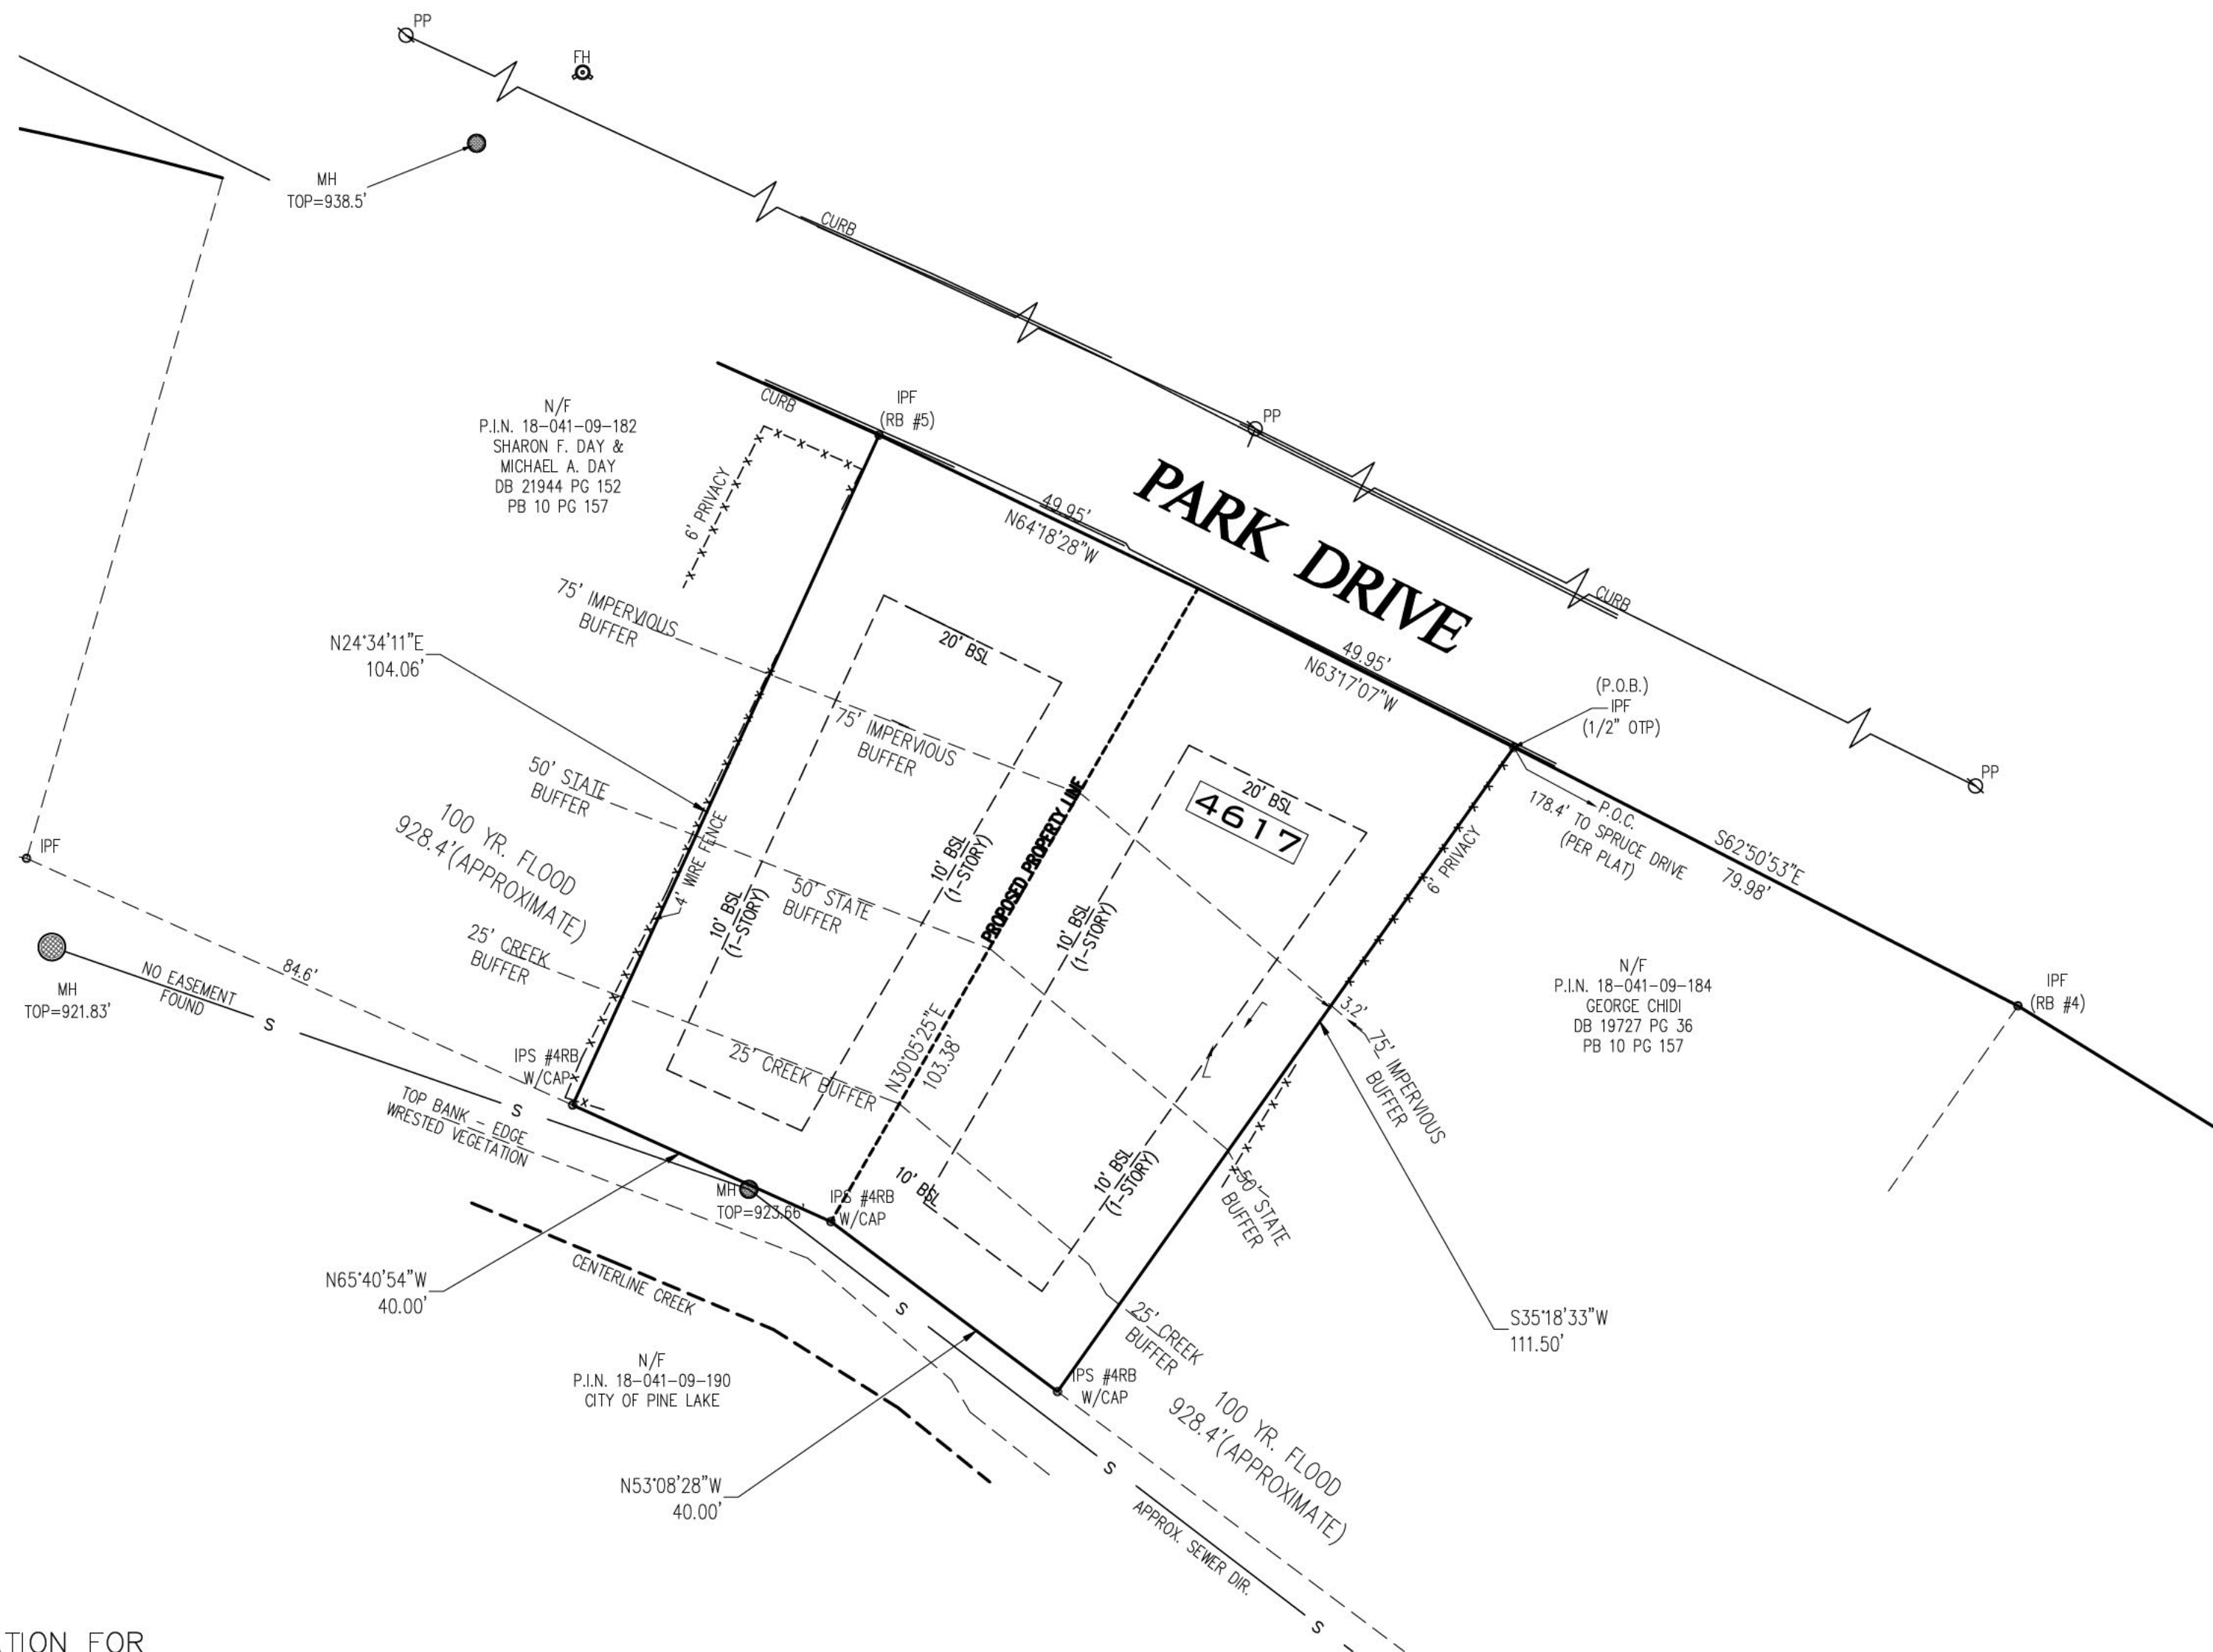 PP
FH
MH
TOP=938.5'
CURB
N/F
P.I.N. 18-041-09-182
SHARON F. DAY &
MICHAEL A. DAY
DB 21944 PG 152
PB 10 PG 157
CURB
IPF
(RB #5)
6' PRIVACY
PP
PARK DRIVE
49.95'
N64°18'28"W
CURB
75' IMPERVIOUS
BUFFER
N24°34'11"E
104.06'
20' BSL
49.95'
N63°17'07"W
(P.O.B.)
IPF
(1/2" OTP)
PP
75' IMPERVIOUS
BUFFER
50' STATE
BUFFER
PROPOSED PROPERTY LINE
20' BSL
4617
P.O.C.
178.4' TO SPRUCE DRIVE
(PER PLAT)
S62°50'53"E
79.98'
100 YR. FLOOD
928.4'(APPROXIMATE)
4' WIRE FENCE
10' BSL
(1-STORY)
6' PRIVACY
IPF
50' STATE
BUFFER
10' BSL
(1-STORY)
10' BSL
(1-STORY)
25' CREEK
BUFFER
84.6'
NO EASEMENT
FOUND
MH
TOP=921.83'
S
N/F
P.I.N. 18-041-09-184
GEORGE CHIDI
DB 19727 PG 36
PB 10 PG 157
IPF
(RB #4)
3.2'
75' IMPERVIOUS
BUFFER
IPS #4RB
W/CAP
25' CREEK BUFFER
N30°05'25"E
103.38'
S
TOP BANK - EDGE
WRESTED VEGETATION
10' BSL
10' BSL
(1-STORY)
MH
TOP=923.66'
IPS #4RB
W/CAP
50' STATE
BUFFER
N65°40'54"W
40.00'
CENTERLINE CREEK
S
25' CREEK
BUFFER
S35°18'33"W
111.50'
N/F
P.I.N. 18-041-09-190
CITY OF PINE LAKE
IPS #4RB
W/CAP
100 YR. FLOOD
928.4'(APPROXIMATE)
N53°08'28"W
40.00'
S
APPROX. SEWER DIR.
S
ATION FOR